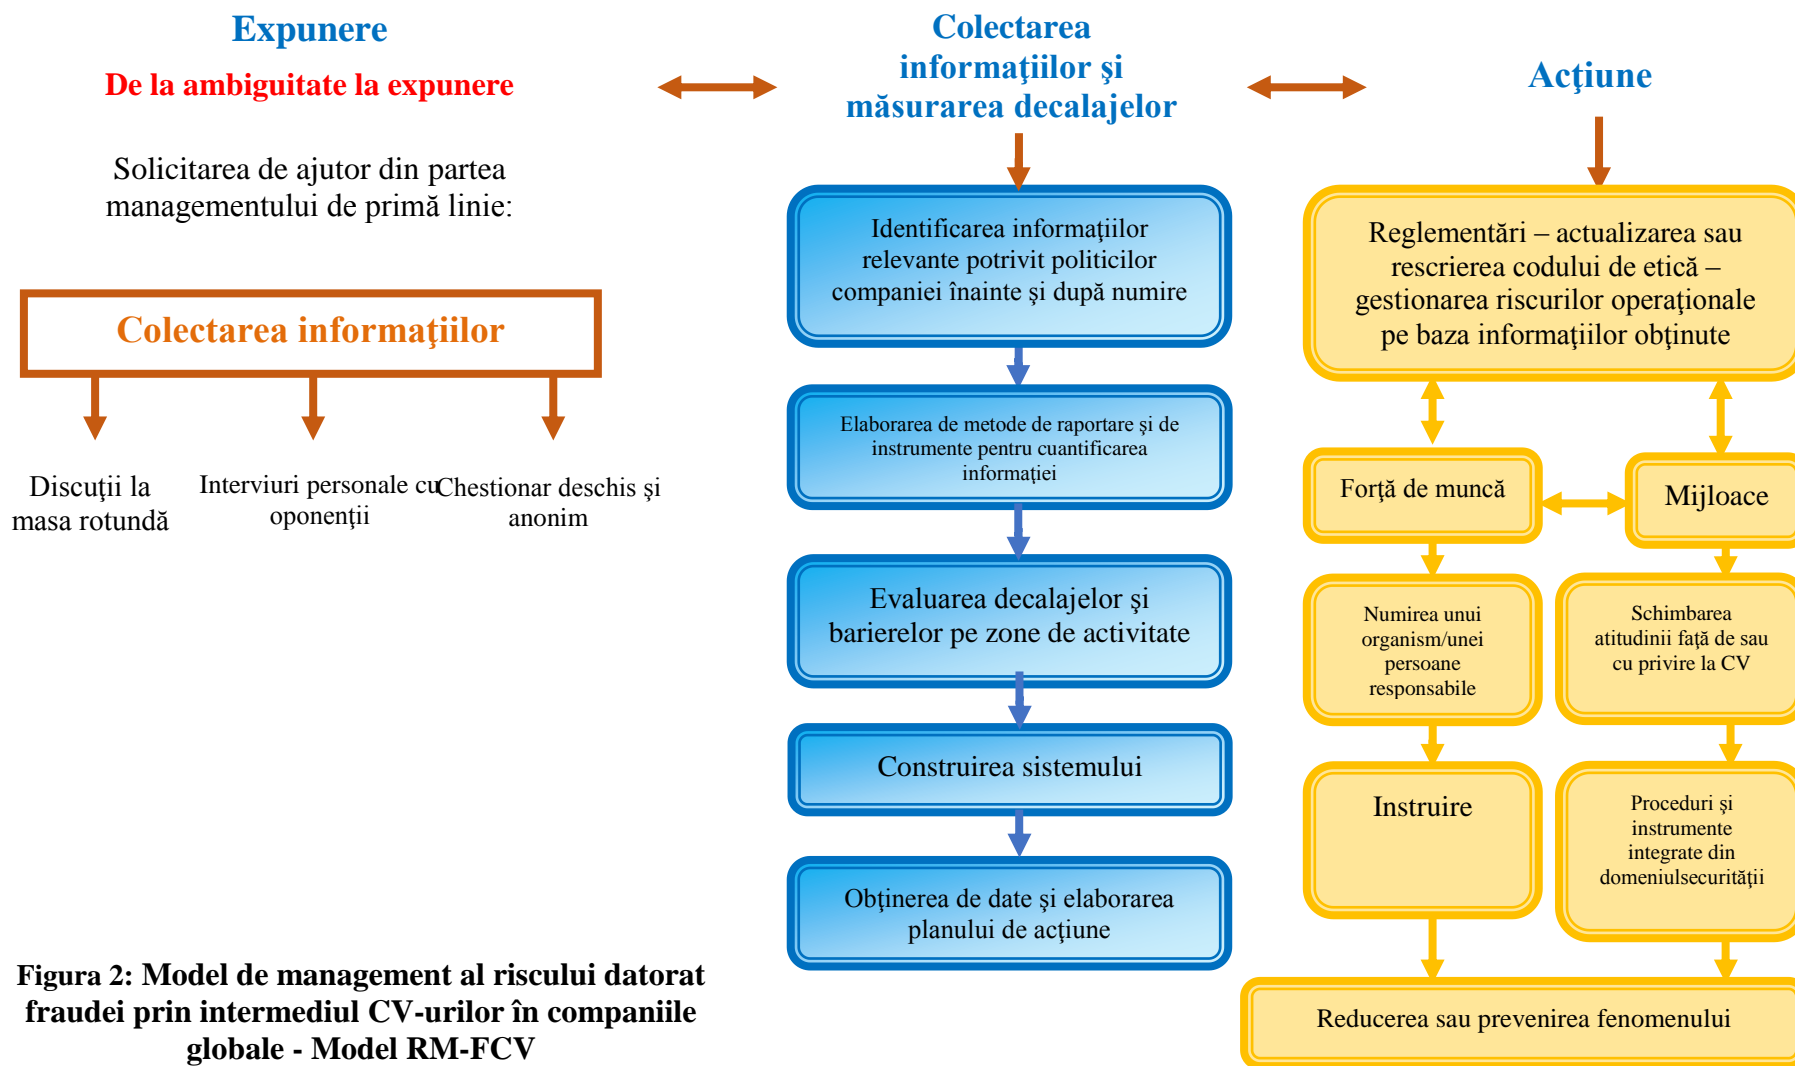 Expunere
De la ambiguitate la expunere
Solicitarea de ajutor din partea
managementului de primă linie:
Colectarea informaţiilor
Discuţii la
masa rotundă
Interviuri personale cu
oponenţii
Chestionar deschis şi
anonim
Colectarea
informaţiilor şi
măsurarea decalajelor
Identificarea informaţiilor
relevante potrivit politicilor
companiei înainte şi după numire
Elaborarea de metode de raportare şi de
instrumente pentru cuantificarea
informaţiei
Evaluarea decalajelor şi
barierelor pe zone de activitate
Construirea sistemului
Obţinerea de date şi elaborarea
planului de acţiune
Acţiune
Reglementări – actualizarea sau
rescrierea codului de etică –
gestionarea riscurilor operaţionale
pe baza informaţiilor obţinute
Forţă de muncă
Mijloace
Numirea unui
organism/unei
persoane
responsabile
Schimbarea
atitudinii faţă de sau
cu privire la CV
Instruire
Proceduri şi
instrumente
integrate din
domeniulsecurităţii
Reducerea sau prevenirea fenomenului
Figura 2: Model de management al riscului datorat
fraudei prin intermediul CV-urilor în companiile
globale - Model RM-FCV